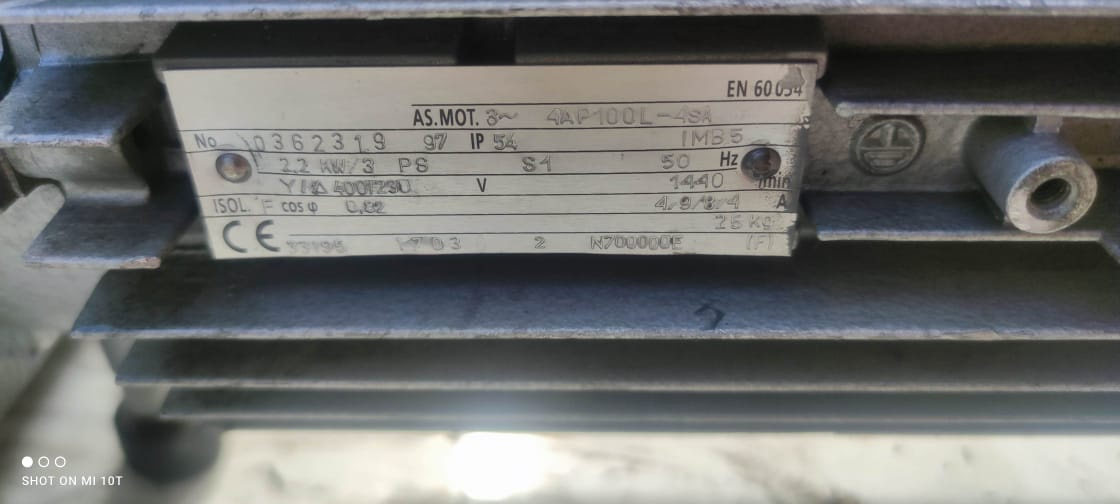 EN 60034
AS.MOT. 3~ 4AP100L-4SA
No 0362319 97 IP 54 IMB5
2.2 KW/3 PS S1 50 Hz
Y/Δ 400/230 V 1440 /min
ISOL. F cos φ 0,82 4,9/8,4 A
25 Kg
CE Y703 2 N700000E (F)
SHOT ON MI 10T